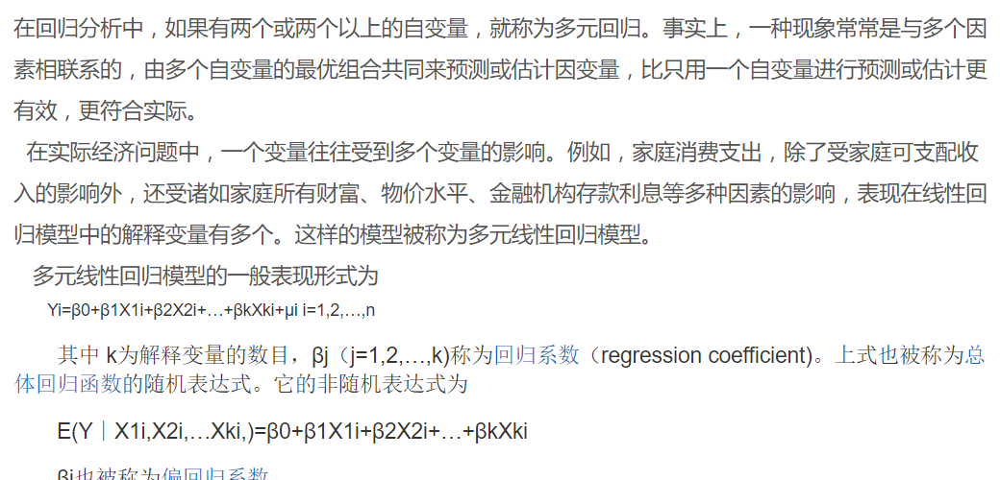 在回归分析中，如果有两个或两个以上的自变量，就称为多元回归。事实上，一种现象常常是与多个因
素相联系的，由多个自变量的最优组合共同来预测或估计因变量，比只用一个自变量进行预测或估计更
有效，更符合实际。
在实际经济问题中，一个变量往往受到多个变量的影响。例如，家庭消费支出，除了受家庭可支配收
入的影响外，还受诸如家庭所有财富、物价水平、金融机构存款利息等多种因素的影响，表现在线性回
归模型中的解释变量有多个。这样的模型被称为多元线性回归模型。
多元线性回归模型的一般表现形式为
Yi=β0+β1X1i+β2X2i+…+βkXki+μi i=1,2,…,n
其中 k为解释变量的数目，βj（j=1,2,…,k)称为回归系数（regression coefficient)。上式也被称为总
体回归函数的随机表达式。它的非随机表达式为
E(Y∣X1i,X2i,…Xki,)=β0+β1X1i+β2X2i+…+βkXki
βj也被称为偏回归系数